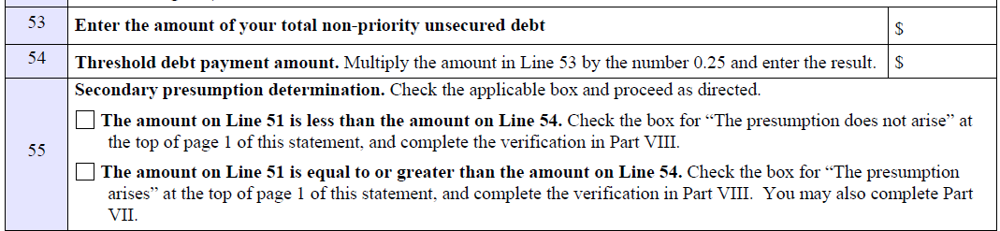 53 Enter the amount of your total non-priority unsecured debt $
54 Threshold debt payment amount. Multiply the amount in Line 53 by the number 0.25 and enter the result. $
Secondary presumption determination. Check the applicable box and proceed as directed.
The amount on Line 51 is less than the amount on Line 54. Check the box for “The presumption does not arise” at
the top of page 1 of this statement, and complete the verification in Part VIII.
55
The amount on Line 51 is equal to or greater than the amount on Line 54. Check the box for “The presumption
arises” at the top of page 1 of this statement, and complete the verification in Part VIII. You may also complete Part
VII.